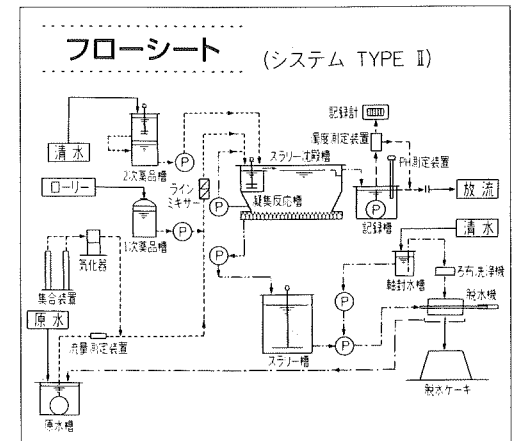 フローシート
(システム TYPE Ⅱ)
記録計
濁度測定装置
PH測定装置
スラリー沈殿槽
清水
2次薬品槽
P
ローリー
ライン
ミキサー
凝集反応槽
P
P
記録槽
放流
1次薬品槽
P
清水
気化器
P
軸封水槽
ろ布洗浄機
集合装置
脱水機
原水
P
流量測定装置
スラリー槽
P
原水槽
脱水ケーキ